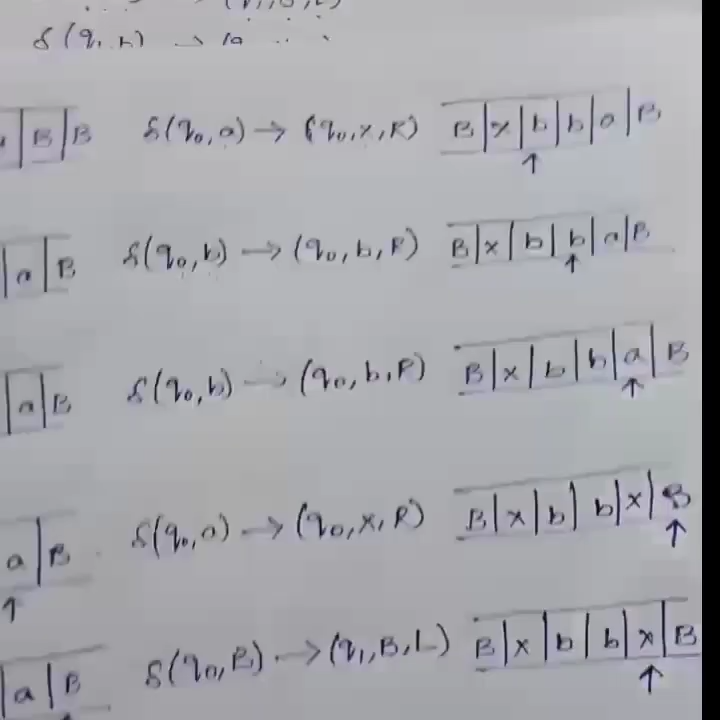 B|B δ(q₀,a) → (q₀,x,R) B|x|b|b|a|B
↑
|a|B δ(q₀,b) → (q₀,b,R) B|x|b|b|a|B
↑
|a|B δ(q₀,b) → (q₀,b,R) B|x|b|b|a|B
↑
a|B δ(q₀,a) → (q₀,x,R) B|x|b|b|x|B
↑ ↑
|a|B δ(q₀,B) → (q₁,B,L) B|x|b|b|x|B
↑